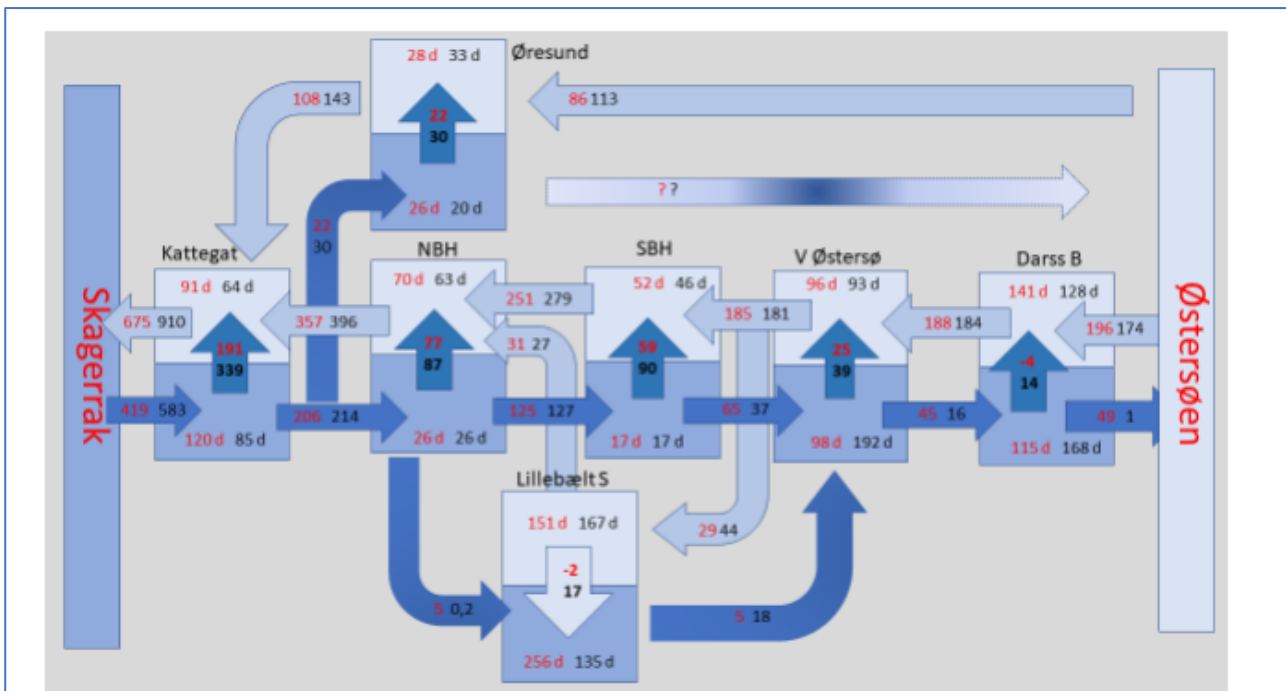 28 d 33 d
Øresund
108 143
22
30
86 113
26 d 20 d
? ?
22
30
Kattegat
NBH
SBH
V Østersø
Darss B
91 d 64 d
70 d 63 d
52 d 46 d
96 d 93 d
141 d 128 d
Skagerrak
675 910
191
339
357 396
77
87
251 279
31 27
59
90
185 181
25
39
188 184
-4
14
196 174
Østersøen
419 583
206 214
125 127
65 37
45 16
49 1
120 d 85 d
26 d 26 d
17 d 17 d
98 d 192 d
115 d 168 d
Lillebælt S
151 d 167 d
29 44
-2
17
5 0,2
5 18
256 d 135 d